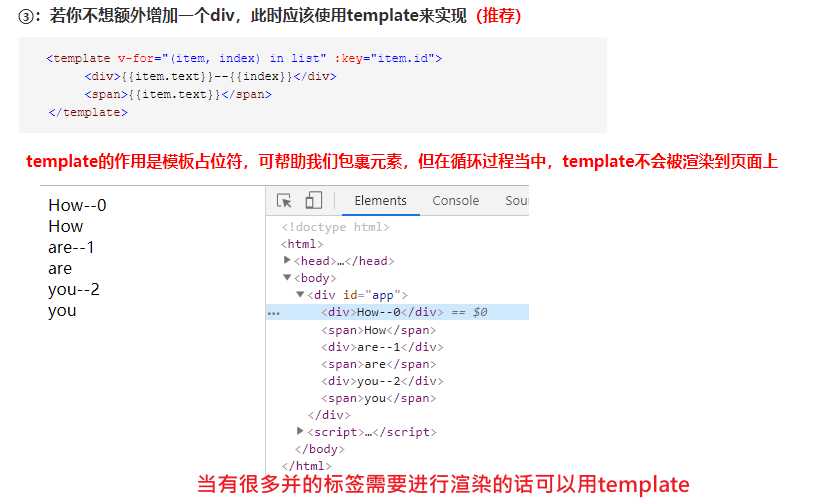 ③：若你不想额外增加一个div，此时应该使用template来实现（推荐）
<template v-for="(item, index) in list" :key="item.id">
<div>{{item.text}}--{{index}}</div>
<span>{{item.text}}</span>
</template>
template的作用是模板占位符，可帮助我们包裹元素，但在循环过程当中，template不会被渲染到页面上
How--0
How
are--1
are
you--2
you
Elements Console Sou
<!doctype html>
<html>
▶<head>…</head>
▼<body>
▼<div id="app">
… <div>How--0</div> == $0
<span>How</span>
<div>are--1</div>
<span>are</span>
<div>you--2</div>
<span>you</span>
</div>
▶<script>…</script>
</body>
</html>
当有很多并的标签需要进行渲染的话可以用template